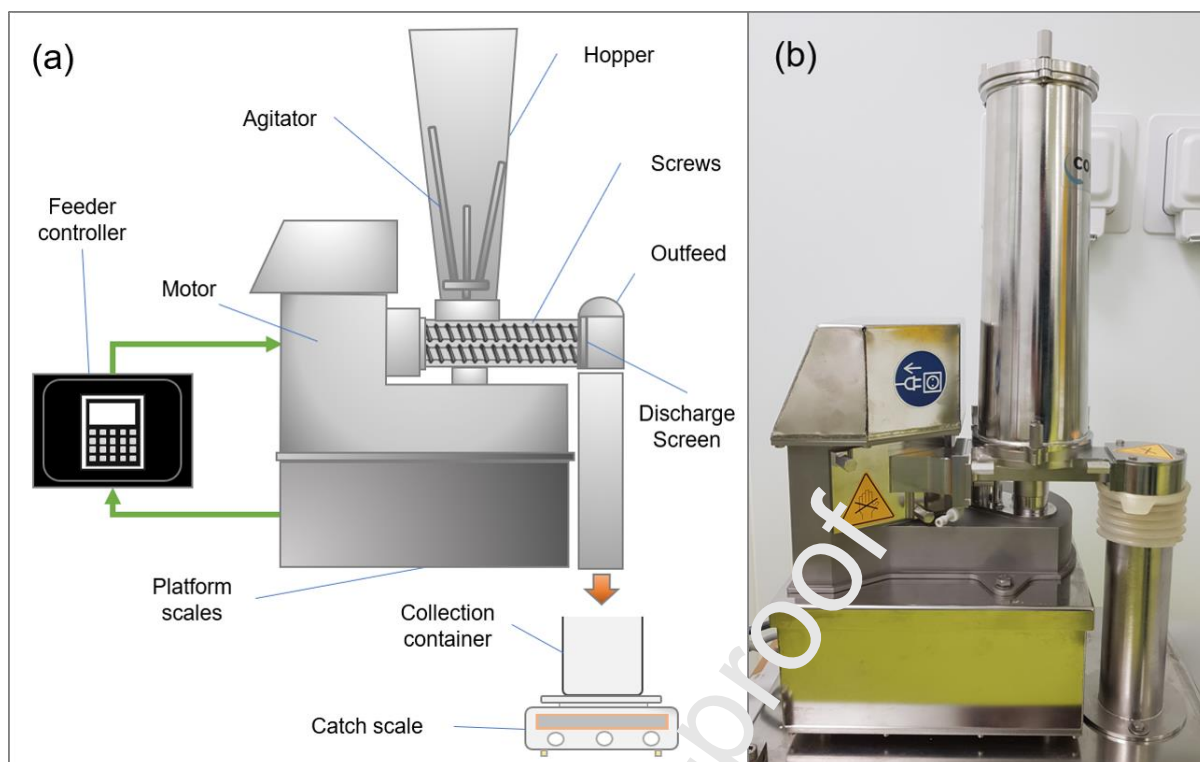 (a)
Hopper
Agitator
Screws
Feeder
controller
Outfeed
Motor
Discharge
Screen
Platform
scales
Collection
container
Catch scale
(b)
CO
proof